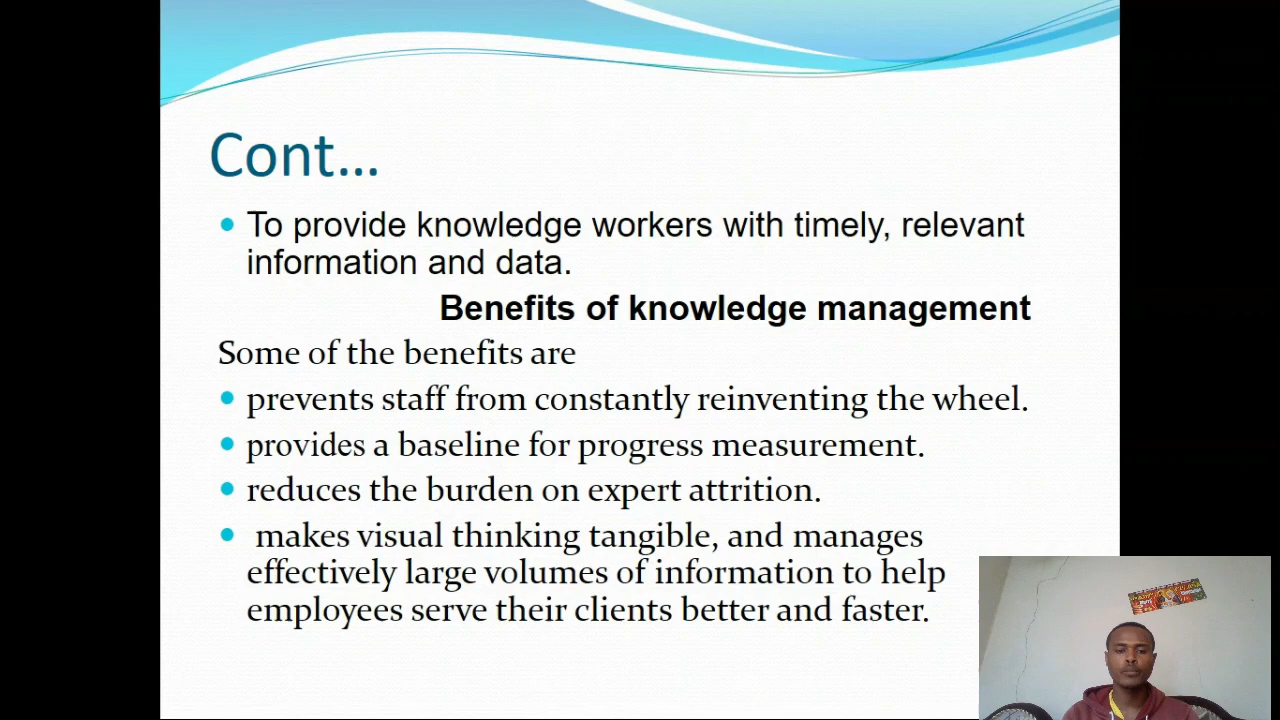 Cont...
To provide knowledge workers with timely, relevant
information and data.
Benefits of knowledge management
Some of the benefits are
prevents staff from constantly reinventing the wheel.
provides a baseline for progress measurement.
reduces the burden on expert attrition.
makes visual thinking tangible, and manages
effectively large volumes of information to help
employees serve their clients better and faster.